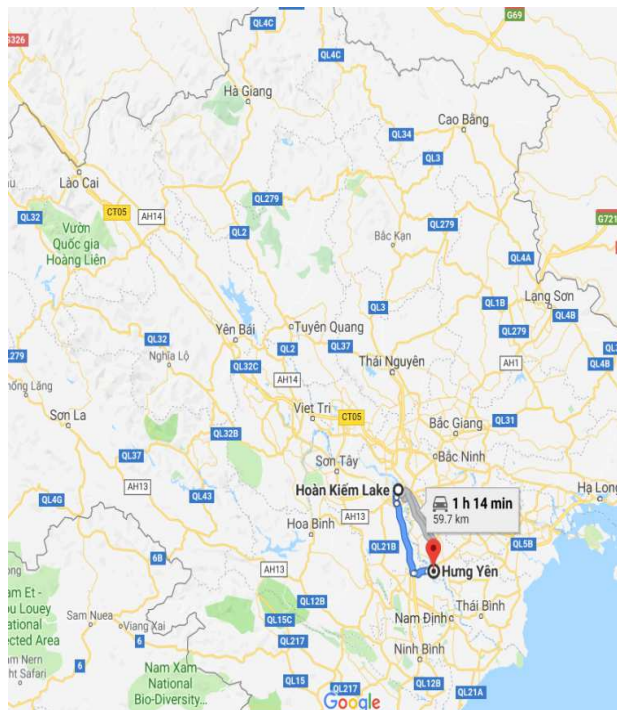 QL4C
G69
S326
QL4C
Hà Giang
Cao Bằng
QL34
QL3
Lào Cai
CT05
AH14
QL279
QL32
G721
Vườn
Quốc gia
Hoàng Liên
QL2
QL279
Bắc Kạn
QL4A
Lạng Sơn
QL3
QL1B
QL4B
Tuyên Quang
Yên Bái
QL279
QL32
QL2
QL37
279
Nghĩa Lộ
Thái Nguyên
AH1
QL4B
QL32C
AH14
Sơn La
Viet Tri
CT05
Bắc Giang
QL31
QL32B
QL37
Bắc Ninh
Sơn Tây
AH13
QL43
Hoàn Kiếm Lake
Hạ Long
QL4G
1 h 14 min
59.7 km
AH13
Hoa Binh
QL21B
QL5B
6B
AH13
Hưng Yên
QL12B
Sam Nuea
Viang Xai
QL15C
Thái Bình
Nam Định
6
QL217
Ninh Bình
6
Nam Xam
National
Bio-Diversity...
QL15
QL217
QL12B
QL21A
Google